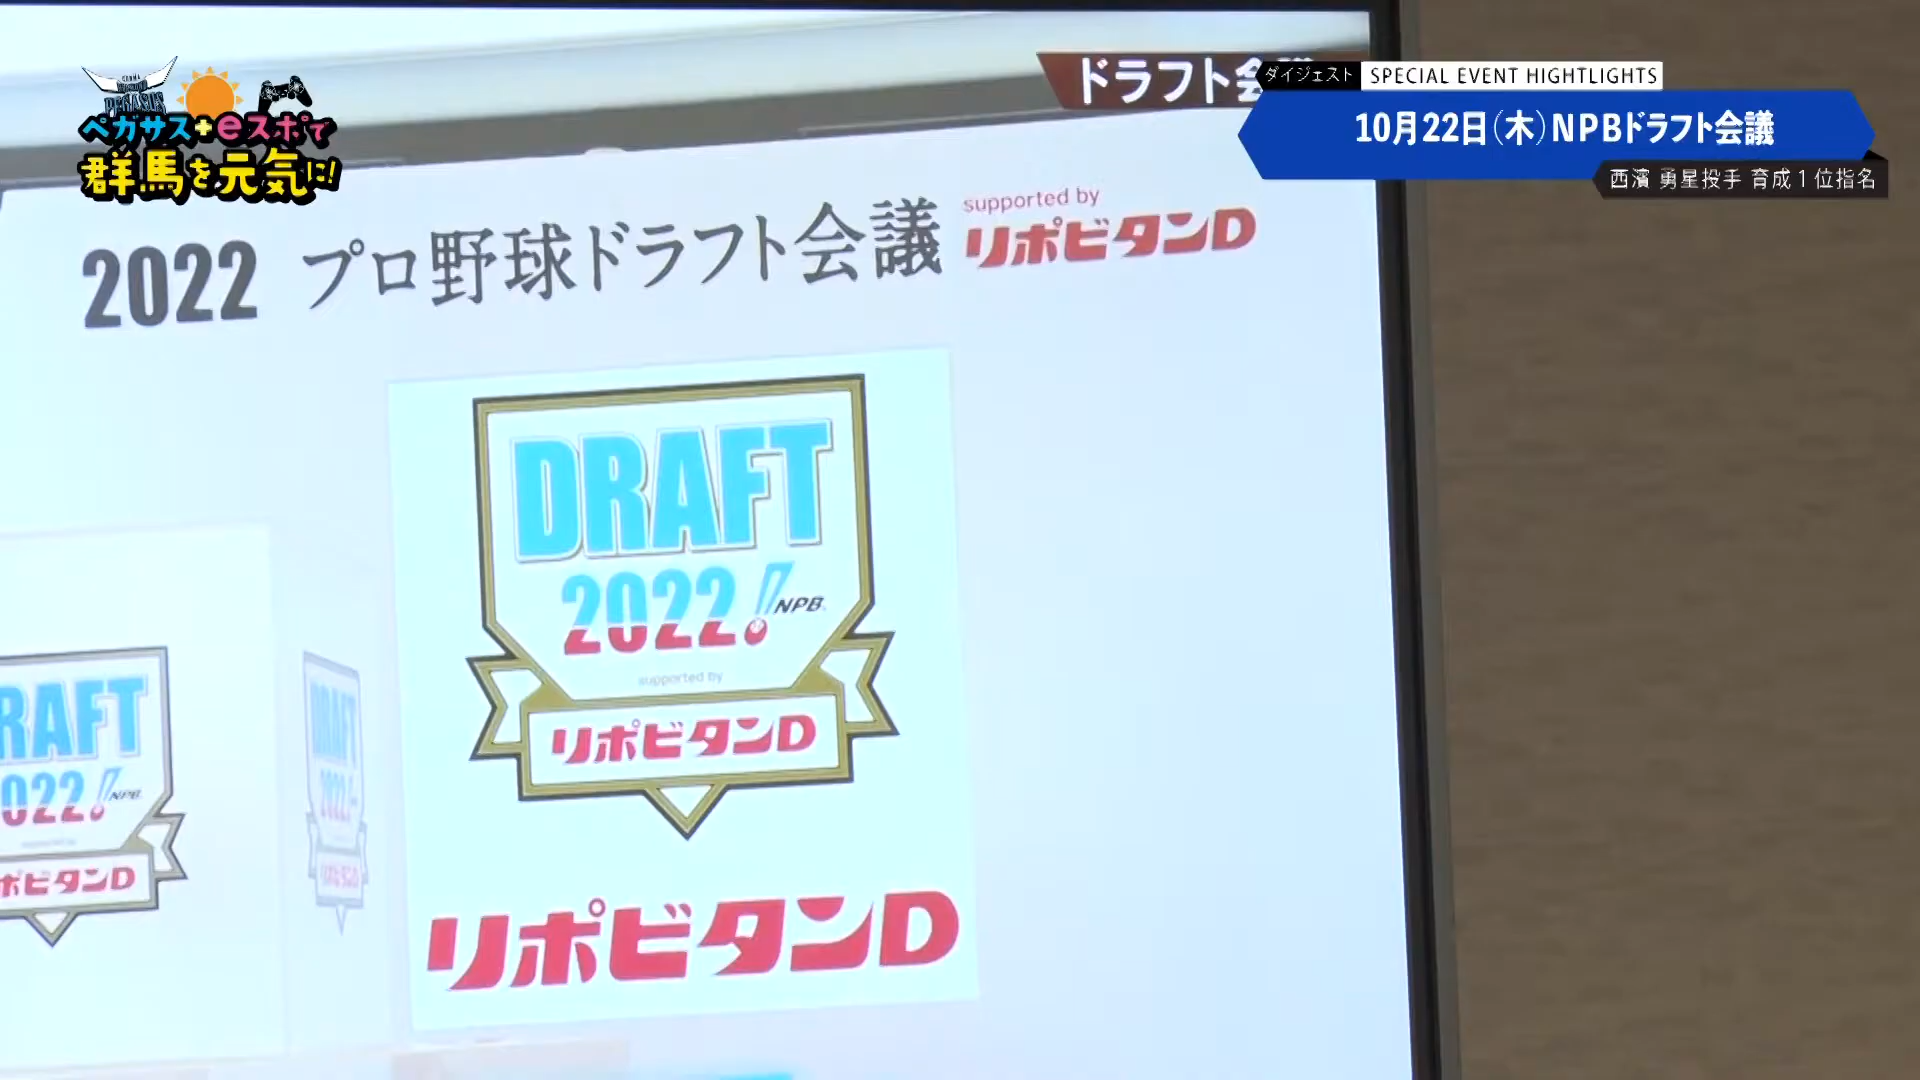 ドラフト会
ダイジェスト
SPECIAL EVENT HIGHTLIGHTS
10月22日(木)NPBドラフト会議
西濱 勇星投手 育成1位指名
PEGASUS
ペガサス+eスポで
群馬を元気に!
2022 プロ野球ドラフト会議
supported by
リポビタンD
DRAFT
2022!
NPB
supported by
リポビタンD
リポビタンD
RAFT
022!
NPB
ポビタンD
DRAFT
2022!